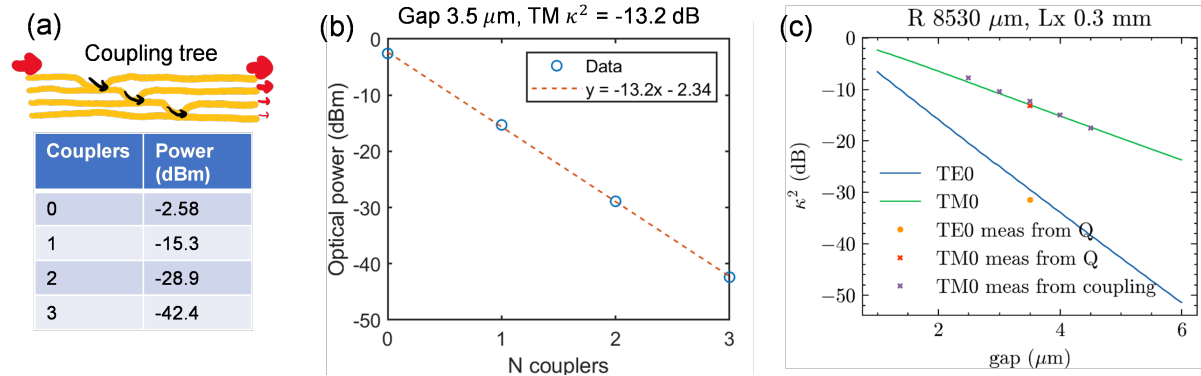 (a)
Coupling tree
Couplers Power (dBm)
0 -2.58
1 -15.3
2 -28.9
3 -42.4
(b)
Gap 3.5 μm, TM κ² = -13.2 dB
0
-10
-20
-30
-40
-50
Optical power (dBm)
Data
y = -13.2x - 2.34
0 1 2 3
N couplers
(c)
R 8530 μm, Lx 0.3 mm
0
−10
−20
−30
−40
−50
κ² (dB)
TE0
TM0
TE0 meas from Q
TM0 meas from Q
TM0 meas from coupling
2 4 6
gap (μm)